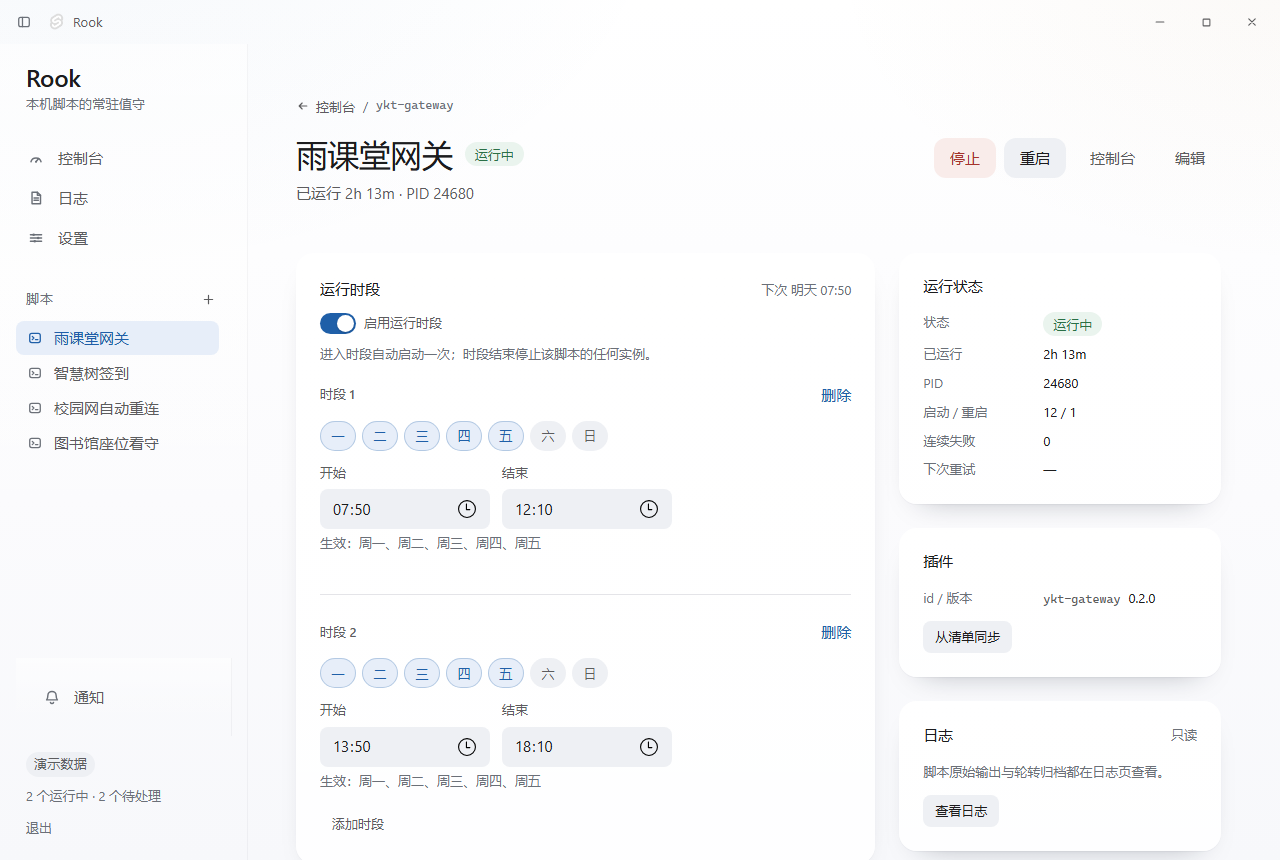 Rook
Rook
本机脚本的常驻值守
控制台
日志
设置
脚本
雨课堂网关
智慧树签到
校园网自动重连
图书馆座位看守
通知
演示数据
2 个运行中 · 2 个待处理
退出
控制台 / ykt-gateway
雨课堂网关 运行中
已运行 2h 13m · PID 24680
停止 重启 控制台 编辑
运行时段 下次 明天 07:50
启用运行时段
进入时段自动启动一次；时段结束停止该脚本的任何实例。
时段 1 删除
一 二 三 四 五 六 日
开始 结束
07:50 12:10
生效：周一、周二、周三、周四、周五
时段 2 删除
一 二 三 四 五 六 日
开始 结束
13:50 18:10
生效：周一、周二、周三、周四、周五
添加时段
运行状态
状态 运行中
已运行 2h 13m
PID 24680
启动 / 重启 12 / 1
连续失败 0
下次重试 —
插件
id / 版本 ykt-gateway 0.2.0
从清单同步
日志 只读
脚本原始输出与轮转归档都在日志页查看。
查看日志